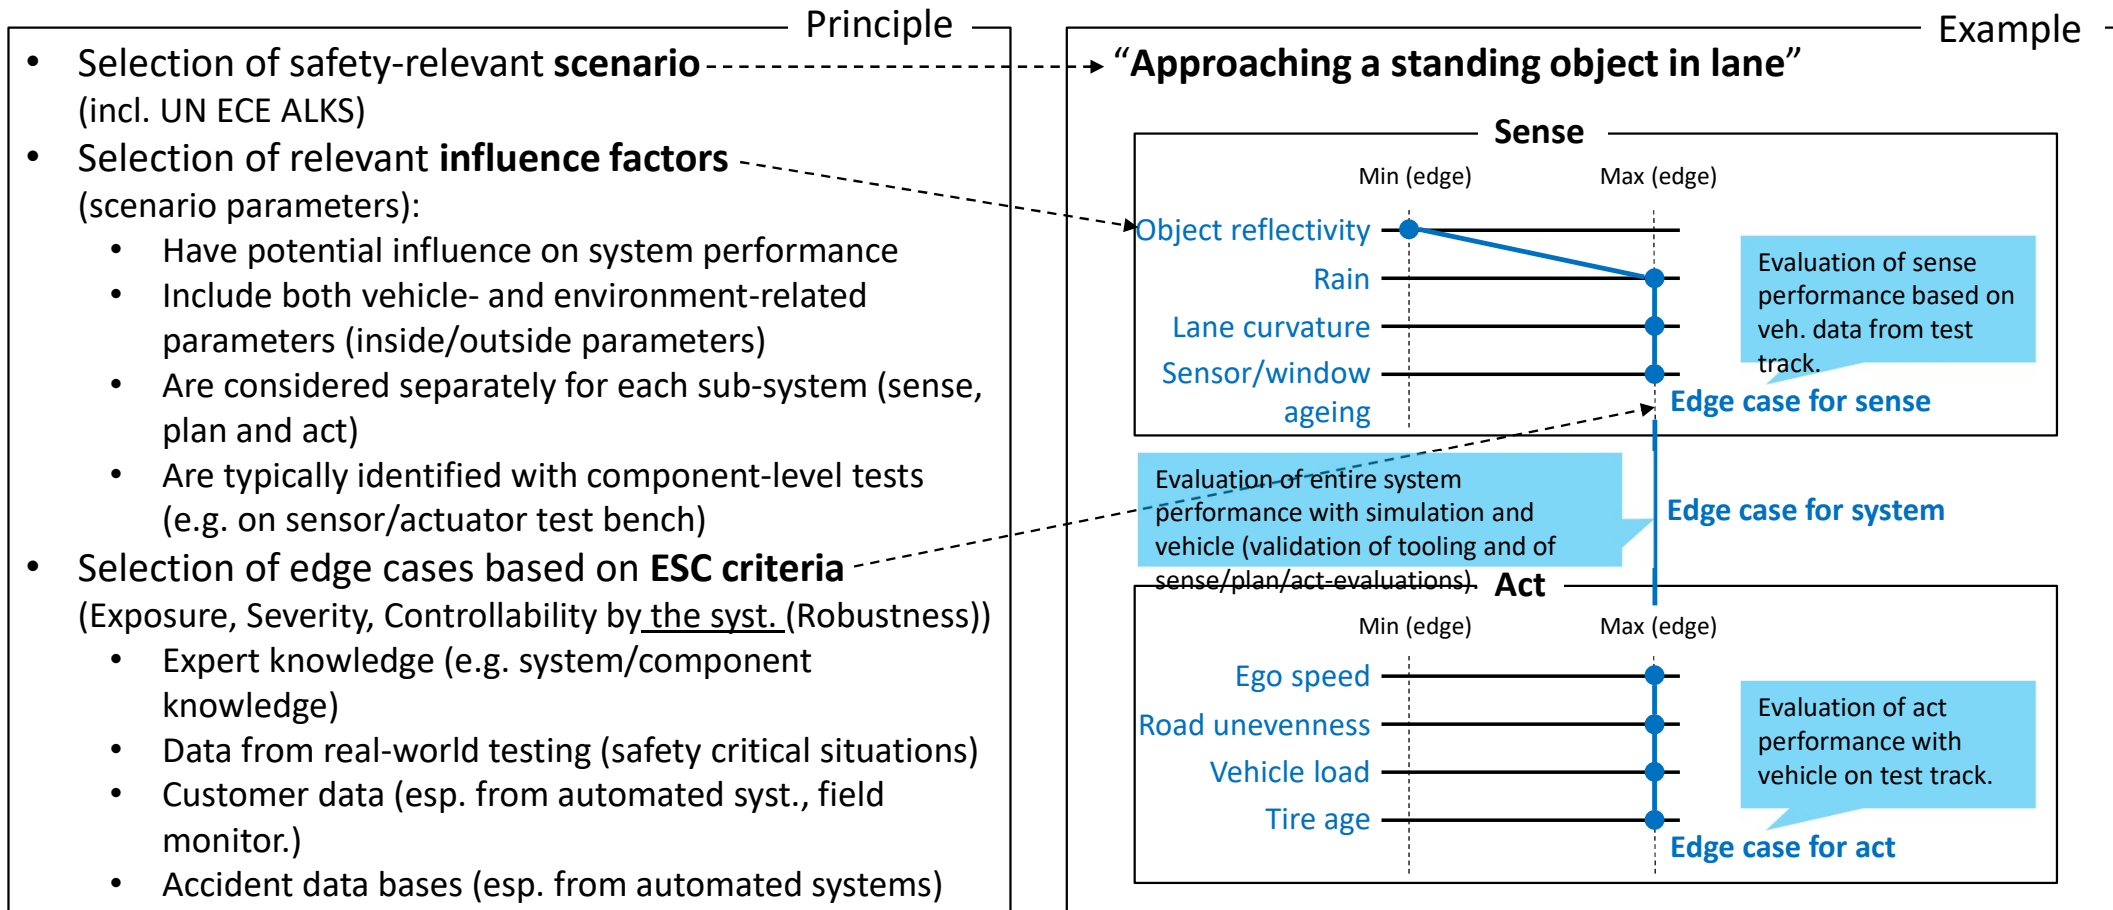 Principle
• Selection of safety-relevant scenario
(incl. UN ECE ALKS)
• Selection of relevant influence factors
(scenario parameters):
• Have potential influence on system performance
• Include both vehicle- and environment-related
parameters (inside/outside parameters)
• Are considered separately for each sub-system (sense,
plan and act)
• Are typically identified with component-level tests
(e.g. on sensor/actuator test bench)
• Selection of edge cases based on ESC criteria
(Exposure, Severity, Controllability by the syst. (Robustness))
• Expert knowledge (e.g. system/component
knowledge)
• Data from real-world testing (safety critical situations)
• Customer data (esp. from automated syst., field
monitor.)
• Accident data bases (esp. from automated systems)
Example
“Approaching a standing object in lane”
Sense
Min (edge)
Max (edge)
Object reflectivity
Rain
Lane curvature
Sensor/window
ageing
Evaluation of sense
performance based on
veh. data from test
track.
Edge case for sense
Evaluation of entire system
performance with simulation and
vehicle (validation of tooling and of
sense/plan/act-evaluations).
Edge case for system
Act
Min (edge)
Max (edge)
Ego speed
Road unevenness
Vehicle load
Tire age
Evaluation of act
performance with
vehicle on test track.
Edge case for act